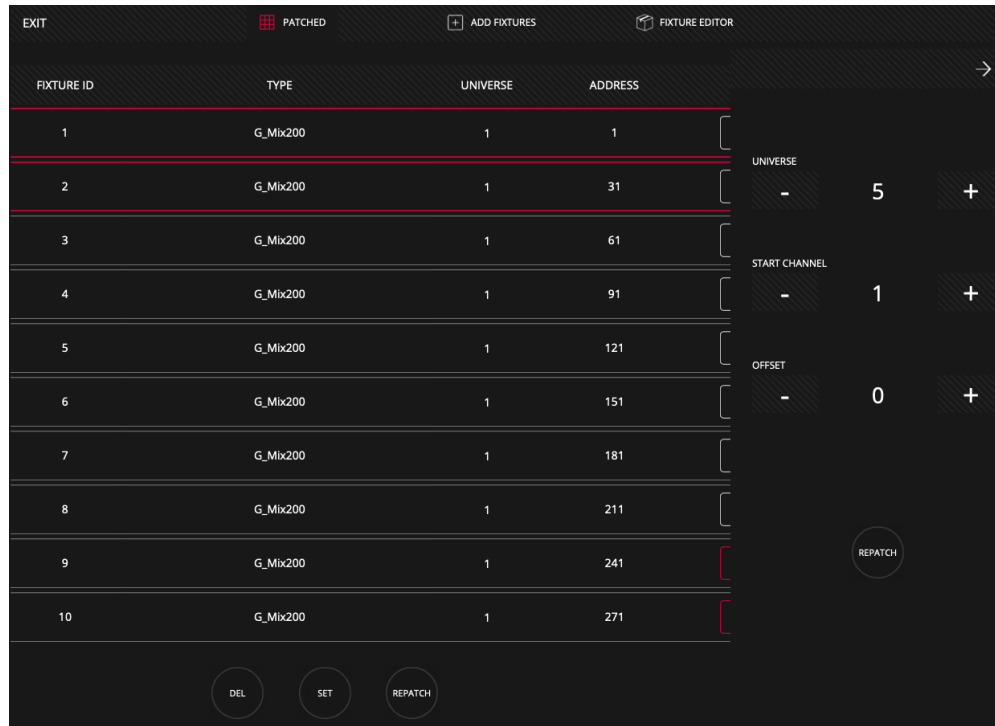 EXIT PATCHED + ADD FIXTURES FIXTURE EDITOR
FIXTURE ID TYPE UNIVERSE ADDRESS
1 G_Mix200 1 1
2 G_Mix200 1 31
3 G_Mix200 1 61
4 G_Mix200 1 91
5 G_Mix200 1 121
6 G_Mix200 1 151
7 G_Mix200 1 181
8 G_Mix200 1 211
9 G_Mix200 1 241
10 G_Mix200 1 271
DEL SET REPATCH
UNIVERSE
- 5 +
START CHANNEL
- 1 +
OFFSET
- 0 +
REPATCH